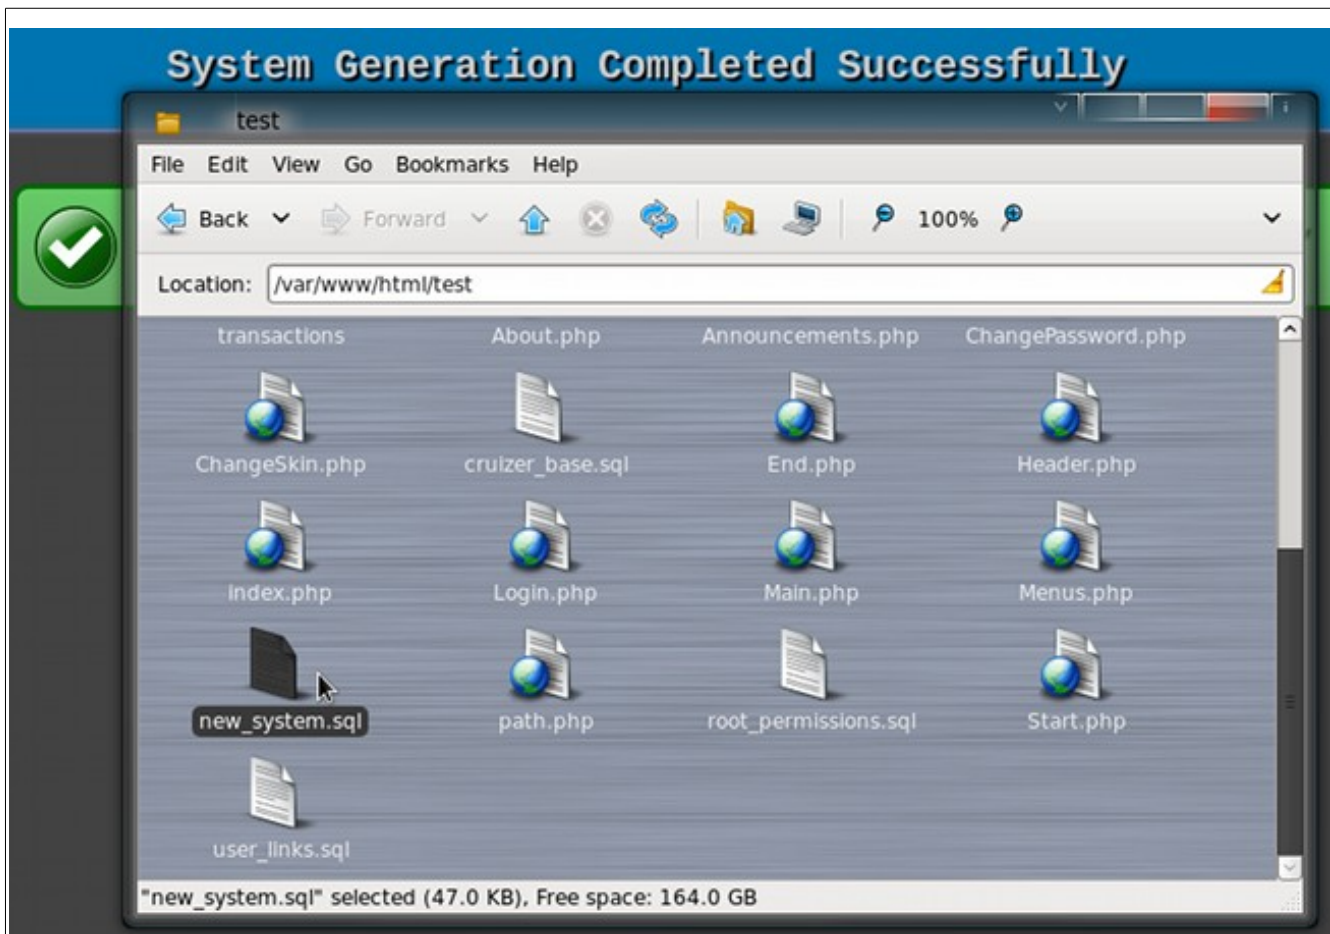 System Generation Completed Successfully
test
File Edit View Go Bookmarks Help
Back Forward 100%
Location: /var/www/html/test
transactions About.php Announcements.php ChangePassword.php
ChangeSkin.php cruizer_base.sql End.php Header.php
index.php Login.php Main.php Menus.php
new_system.sql path.php root_permissions.sql Start.php
user_links.sql
"new_system.sql" selected (47.0 KB), Free space: 164.0 GB